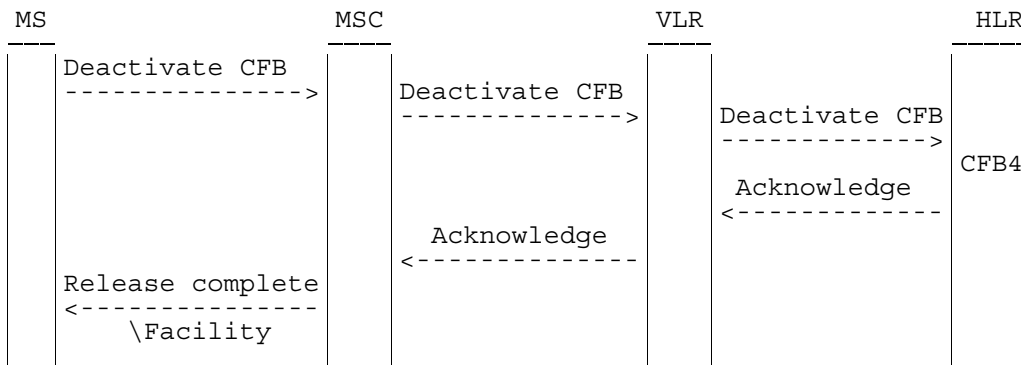 MS MSC VLR HLR
Deactivate CFB
Deactivate CFB
Deactivate CFB
CFB4
Acknowledge
Acknowledge
Release complete
\Facility